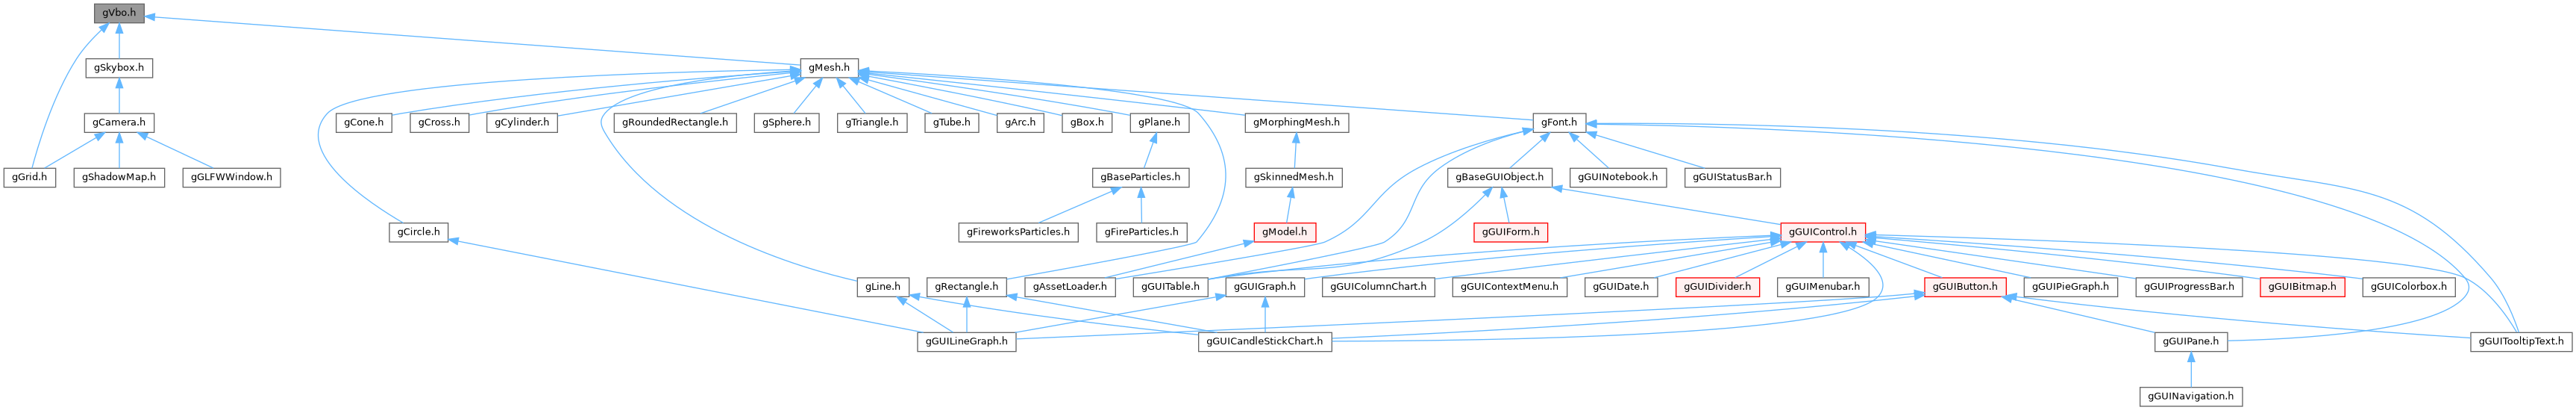 gVbo.h
gSkybox.h
gMesh.h
gCamera.h
gCone.h
gCross.h
gCylinder.h
gRoundedRectangle.h
gSphere.h
gTriangle.h
gTube.h
gArc.h
gBox.h
gPlane.h
gMorphingMesh.h
gFont.h
gGrid.h
gShadowMap.h
gGLFWWindow.h
gBaseParticles.h
gSkinnedMesh.h
gBaseGUIObject.h
gGUINotebook.h
gGUIStatusBar.h
gCircle.h
gFireworksParticles.h
gFireParticles.h
gModel.h
gGUIForm.h
gGUIControl.h
gLine.h
gRectangle.h
gAssetLoader.h
gGUITable.h
gGUIGraph.h
gGUIColumnChart.h
gGUIContextMenu.h
gGUIDate.h
gGUIDivider.h
gGUIMenubar.h
gGUIButton.h
gGUIPieGraph.h
gGUIProgressBar.h
gGUIBitmap.h
gGUIColorbox.h
gGUILineGraph.h
gGUICandleStickChart.h
gGUIPane.h
gGUITooltipText.h
gGUINavigation.h